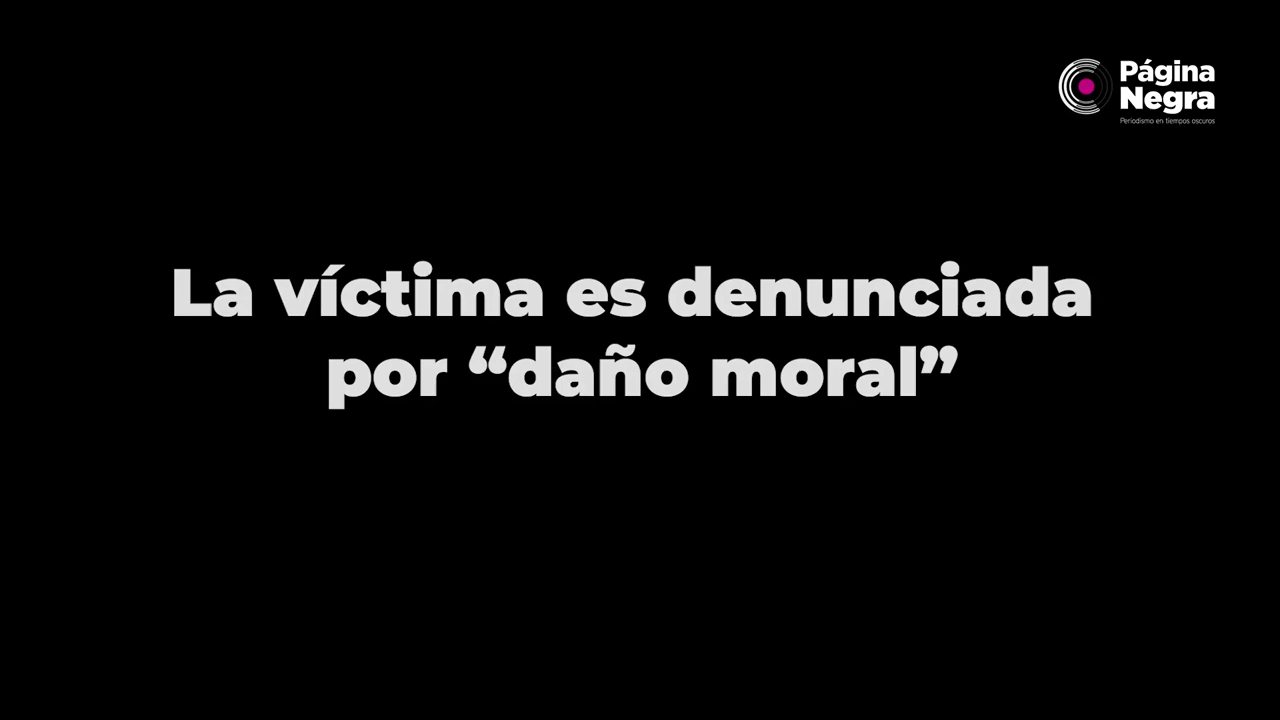 Página
Negra
Periodismo en tiempos oscuros
La víctima es denunciada
por “daño moral”